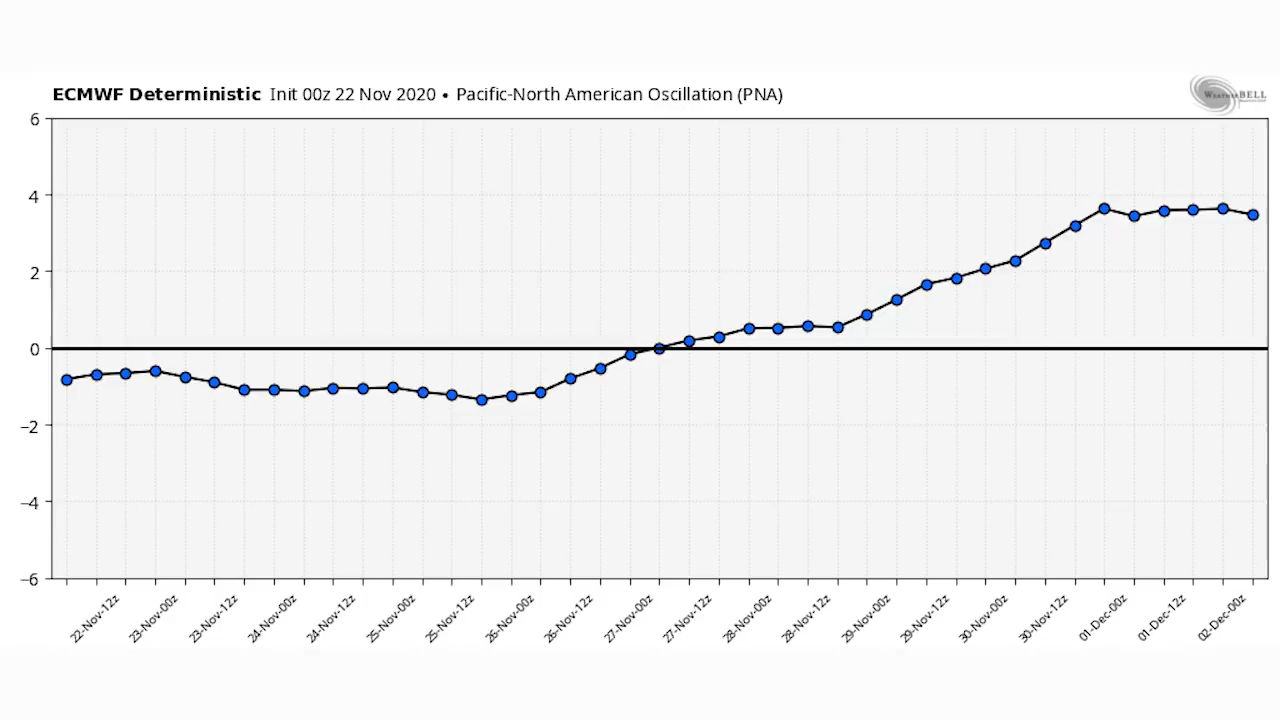 ECMWF Deterministic Init 00z 22 Nov 2020 • Pacific-North American Oscillation (PNA)
WeatherBELL
6
4
2
0
−2
−4
−6
22-Nov-12z
23-Nov-00z
23-Nov-12z
24-Nov-00z
24-Nov-12z
25-Nov-00z
25-Nov-12z
26-Nov-00z
26-Nov-12z
27-Nov-00z
27-Nov-12z
28-Nov-00z
28-Nov-12z
29-Nov-00z
29-Nov-12z
30-Nov-00z
30-Nov-12z
01-Dec-00z
01-Dec-12z
02-Dec-00z